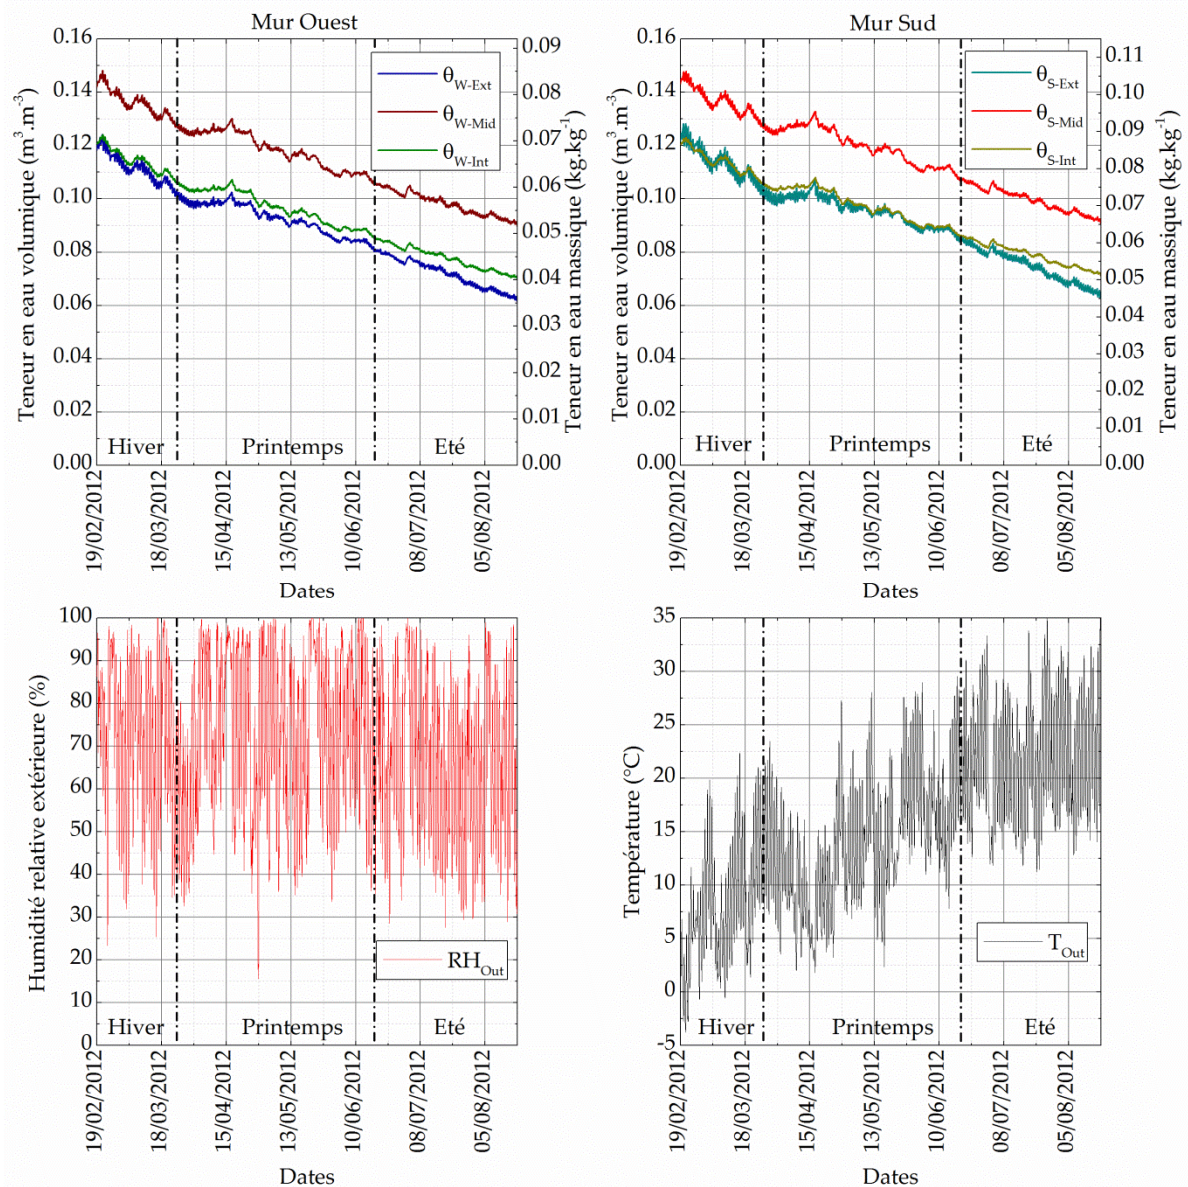 Mur Ouest
Teneur en eau volumique (m³.m⁻³)
0.16
0.14
0.12
0.10
0.08
0.06
0.04
0.02
0.00
θW-Ext
θW-Mid
θW-Int
0.09
0.08
0.07
0.06
0.05
0.04
0.03
0.02
0.01
0.00
Teneur en eau massique (kg.kg⁻¹)
Hiver
Printemps
Eté
19/02/2012
18/03/2012
15/04/2012
13/05/2012
10/06/2012
08/07/2012
05/08/2012
Dates
Mur Sud
Teneur en eau volumique (m³.m⁻³)
0.16
0.14
0.12
0.10
0.08
0.06
0.04
0.02
0.00
θS-Ext
θS-Mid
θS-Int
0.11
0.10
0.09
0.08
0.07
0.06
0.05
0.04
0.03
0.02
0.01
0.00
Teneur en eau massique (kg.kg⁻¹)
Hiver
Printemps
Eté
19/02/2012
18/03/2012
15/04/2012
13/05/2012
10/06/2012
08/07/2012
05/08/2012
Dates
Humidité relative extérieure (%)
100
90
80
70
60
50
40
30
20
10
0
RHOut
Hiver
Printemps
Eté
19/02/2012
18/03/2012
15/04/2012
13/05/2012
10/06/2012
08/07/2012
05/08/2012
Dates
Température (°C)
35
30
25
20
15
10
5
0
-5
TOut
Hiver
Printemps
Eté
19/02/2012
18/03/2012
15/04/2012
13/05/2012
10/06/2012
08/07/2012
05/08/2012
Dates